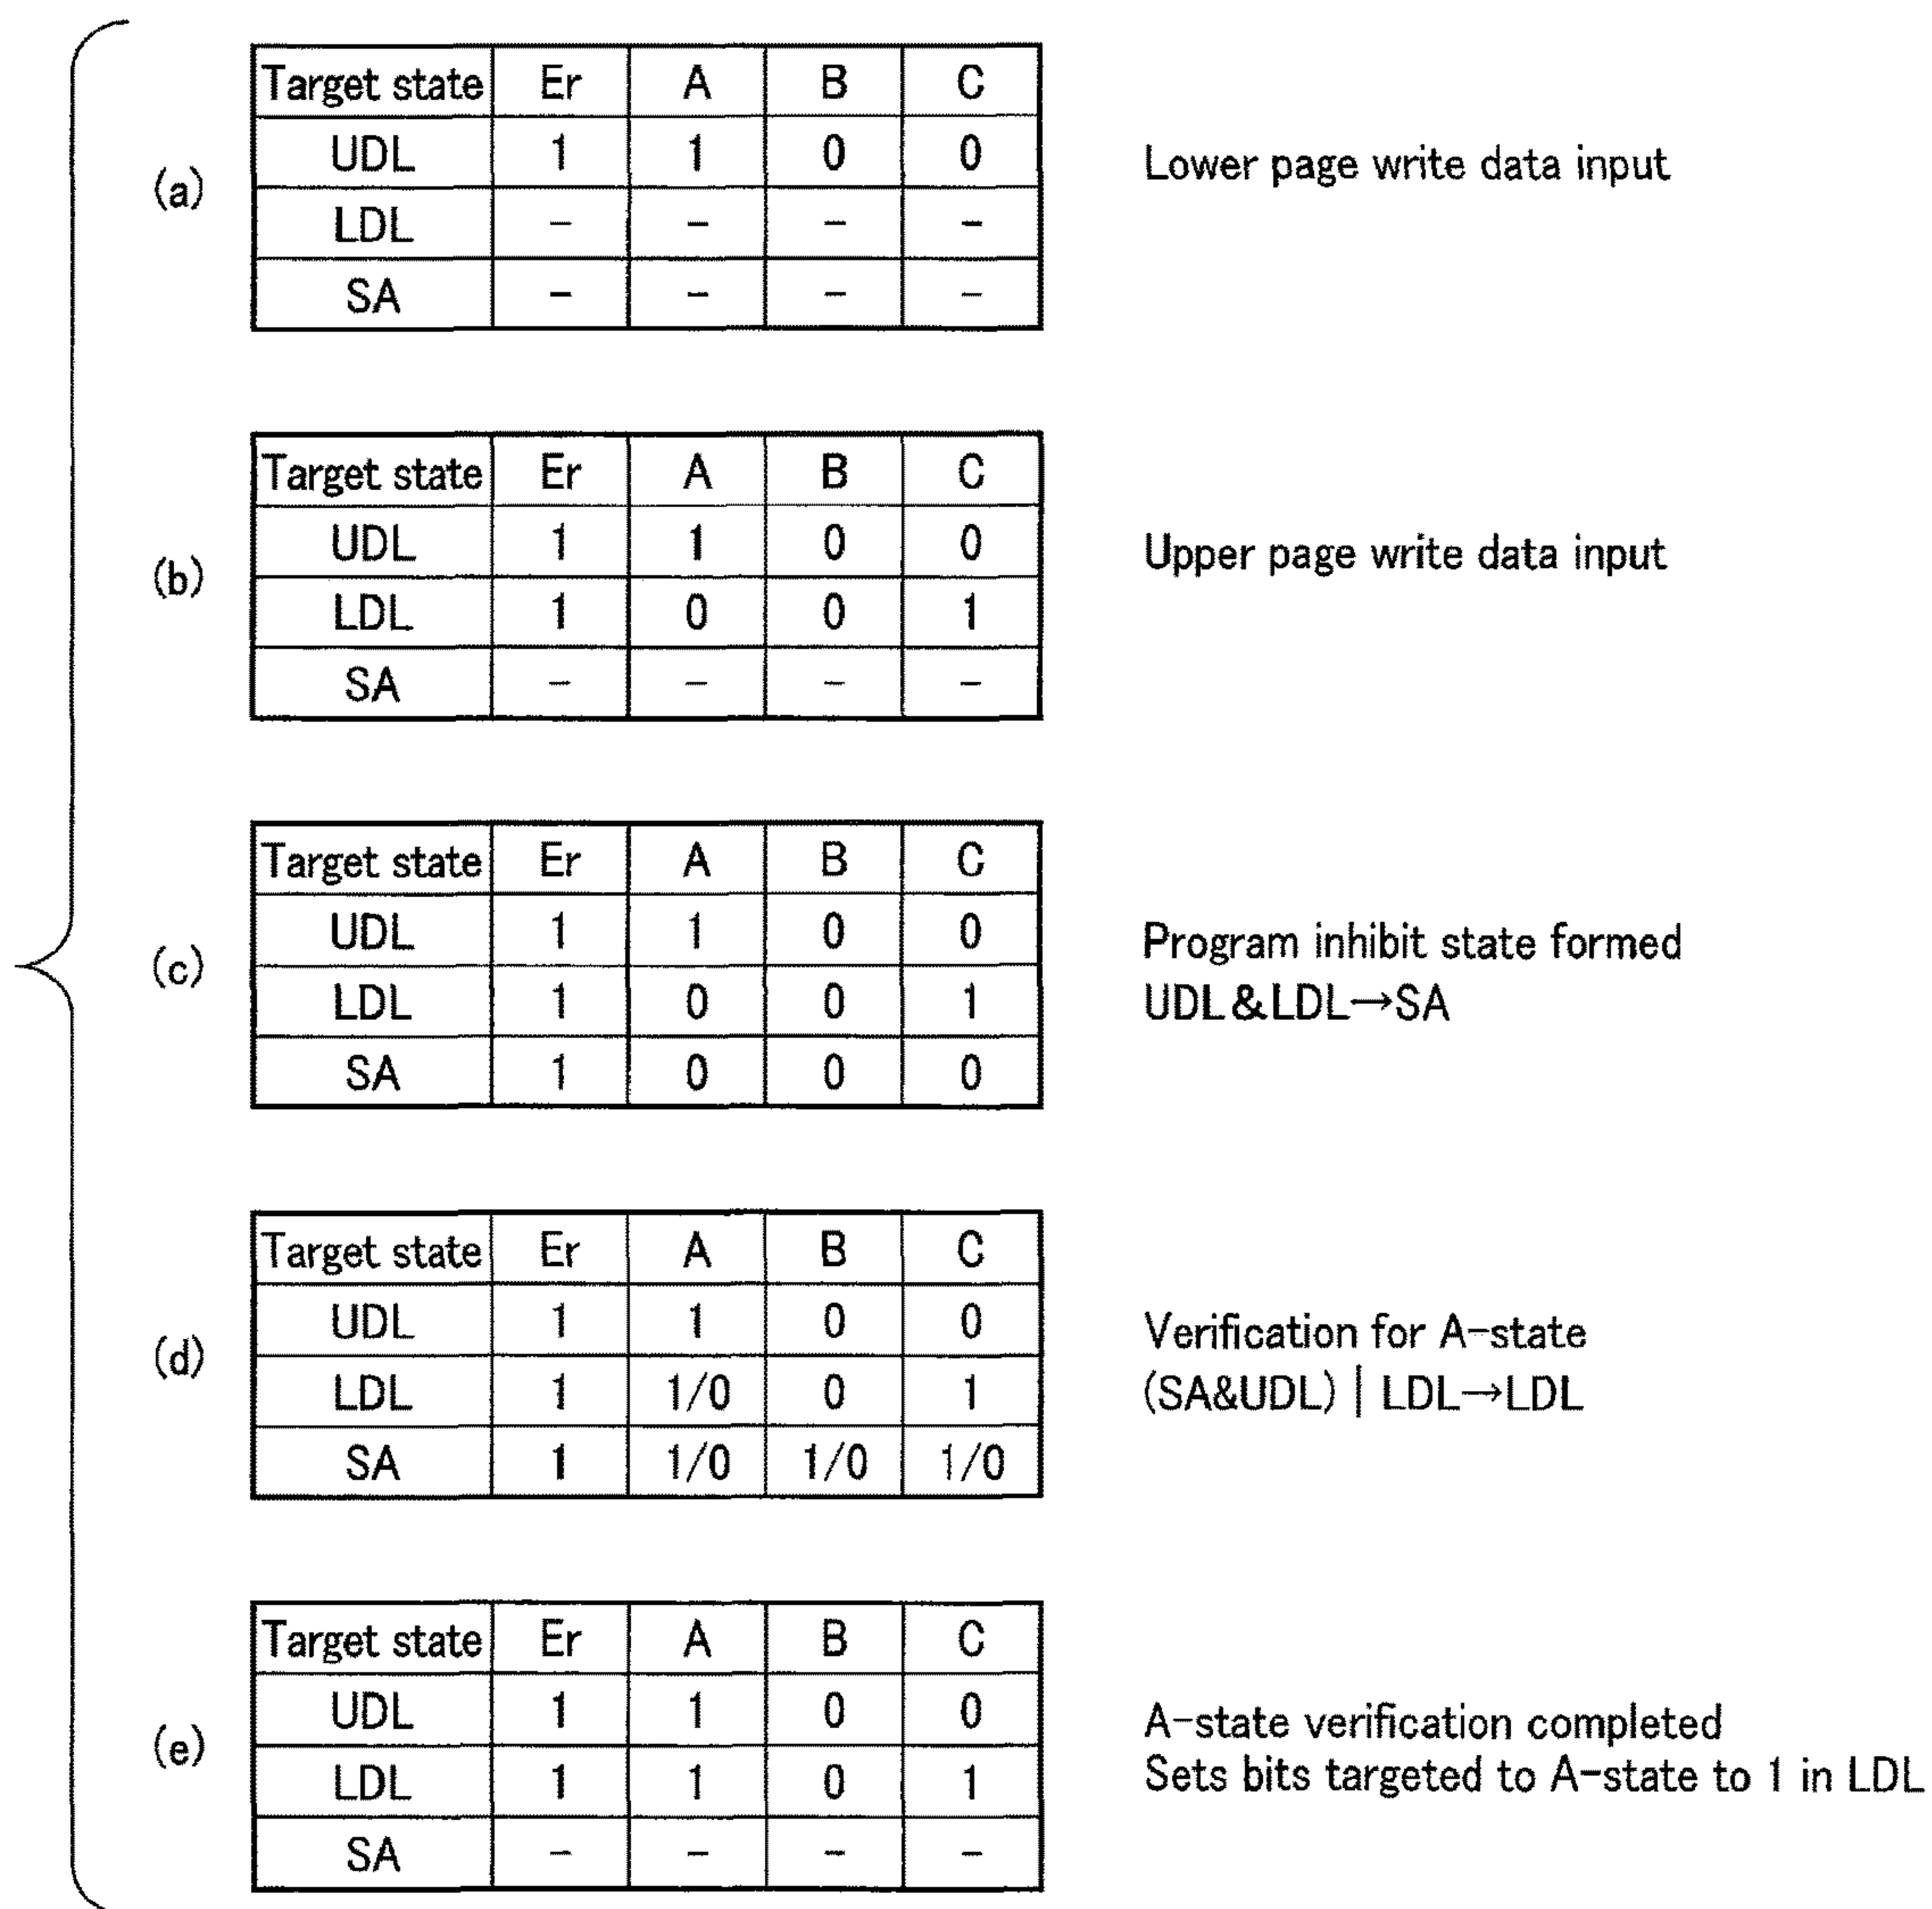 Target state Er A B C
(a)
UDL 1 1 0 0
Lower page write data input
LDL - - - -
SA - - - -
Target state Er A B C
(b)
UDL 1 1 0 0
Upper page write data input
LDL 1 0 0 1
SA - - - -
Target state Er A B C
(c)
UDL 1 1 0 0
Program inhibit state formed
LDL 1 0 0 1
UDL&LDL→SA
SA 1 0 0 0
Target state Er A B C
(d)
UDL 1 1 0 0
Verification for A-state
LDL 1 1/0 0 1
(SA&UDL) | LDL→LDL
SA 1 1/0 1/0 1/0
Target state Er A B C
(e)
UDL 1 1 0 0
A-state verification completed
LDL 1 1 0 1
Sets bits targeted to A-state to 1 in LDL
SA - - - -